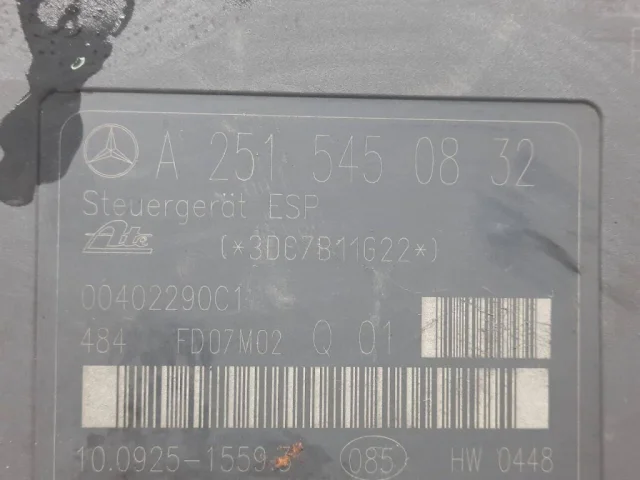 A 251 545 08 32
Steuergerät ESP
Ate (*3DC7B11G22*)
00402290C1
484 FD07M02 Q 01
10.0925-1559.3 085 HW 0448